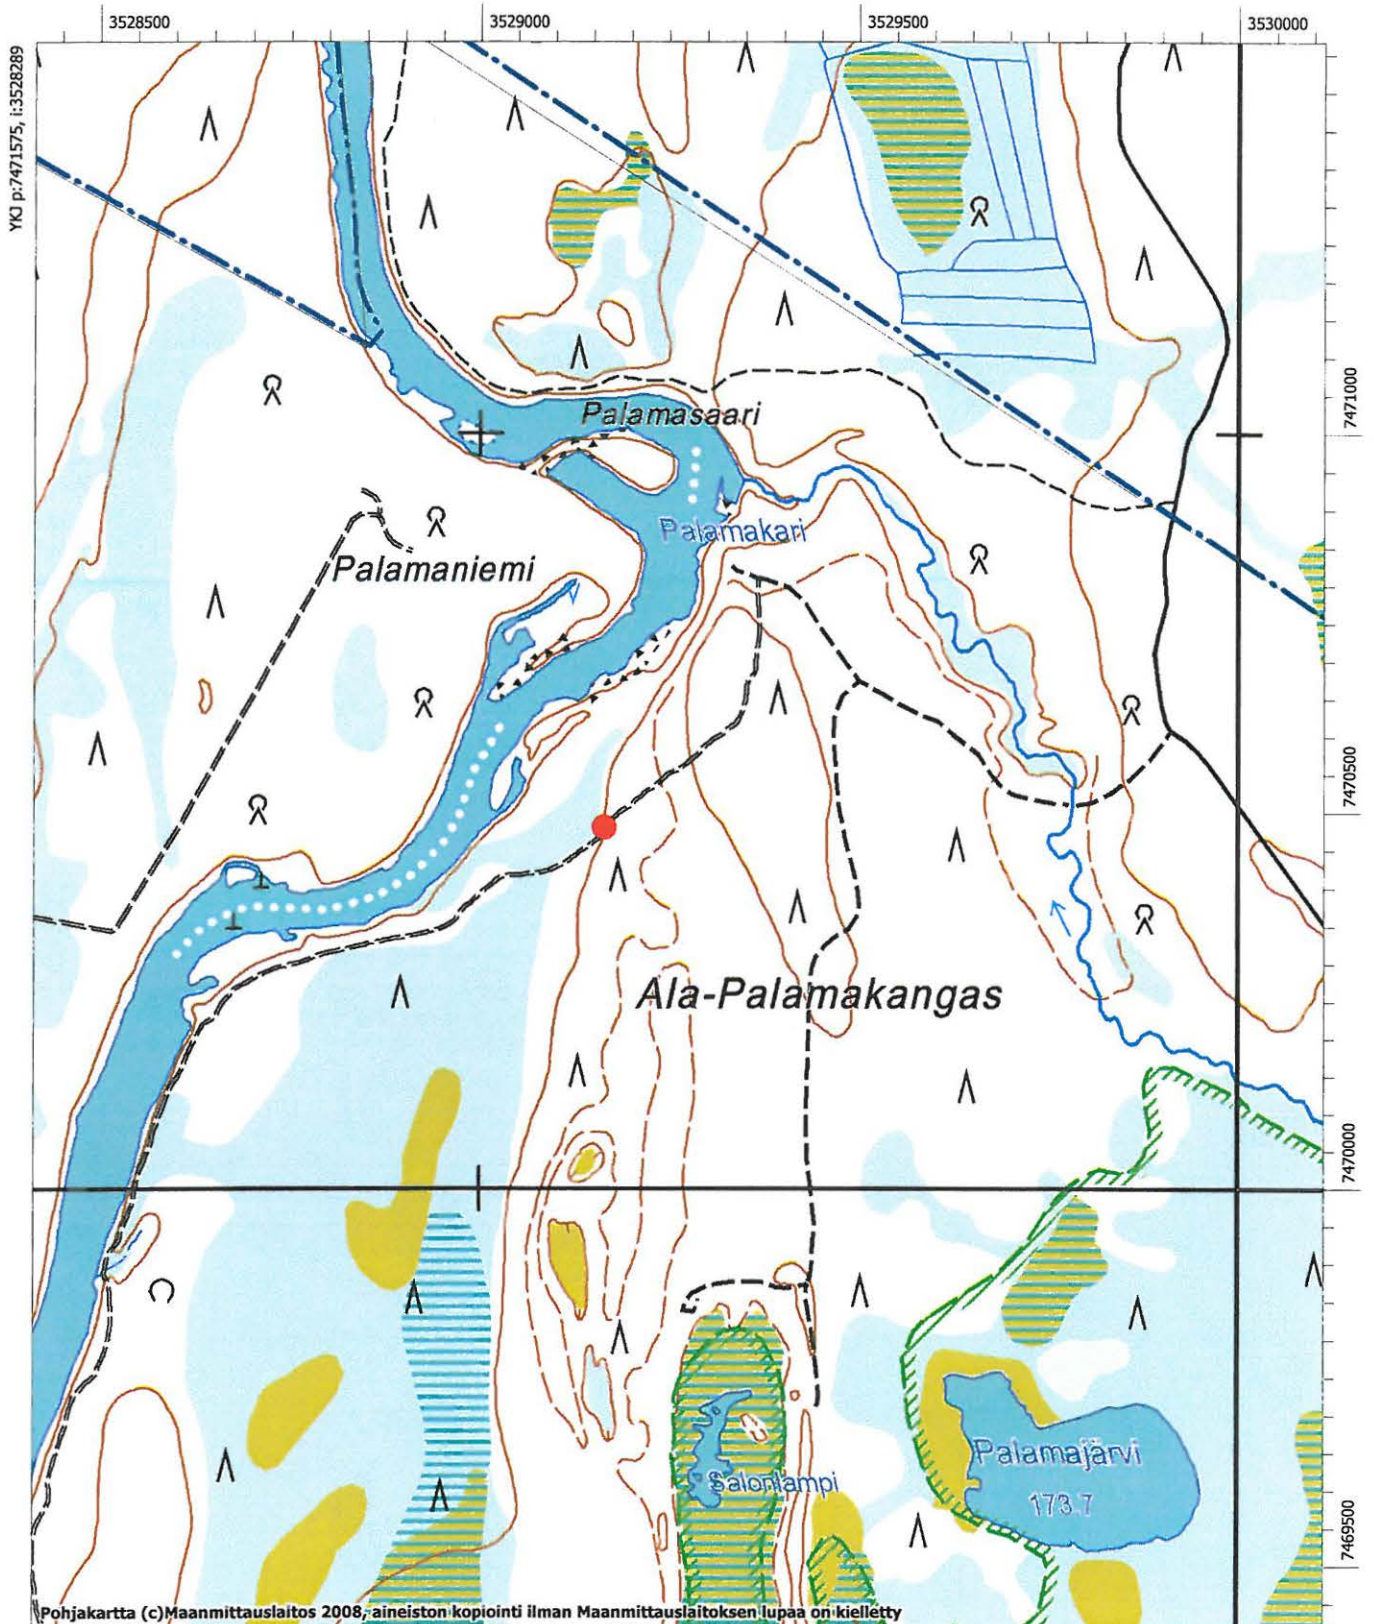 3528500
3529000
3529500
3530000
YKJ p:7471575, i:3528289
7471000
Palamasaari
Palamakari
Palamaniemi
7470500
Ala-Palamakangas
7470000
Palamajärvi
173.7
Salonlampi
7469500
Pohjakartta (c)Maanmittauslaitos 2008, aineiston kopiointi ilman Maanmittauslaitoksen lupaa on kielletty